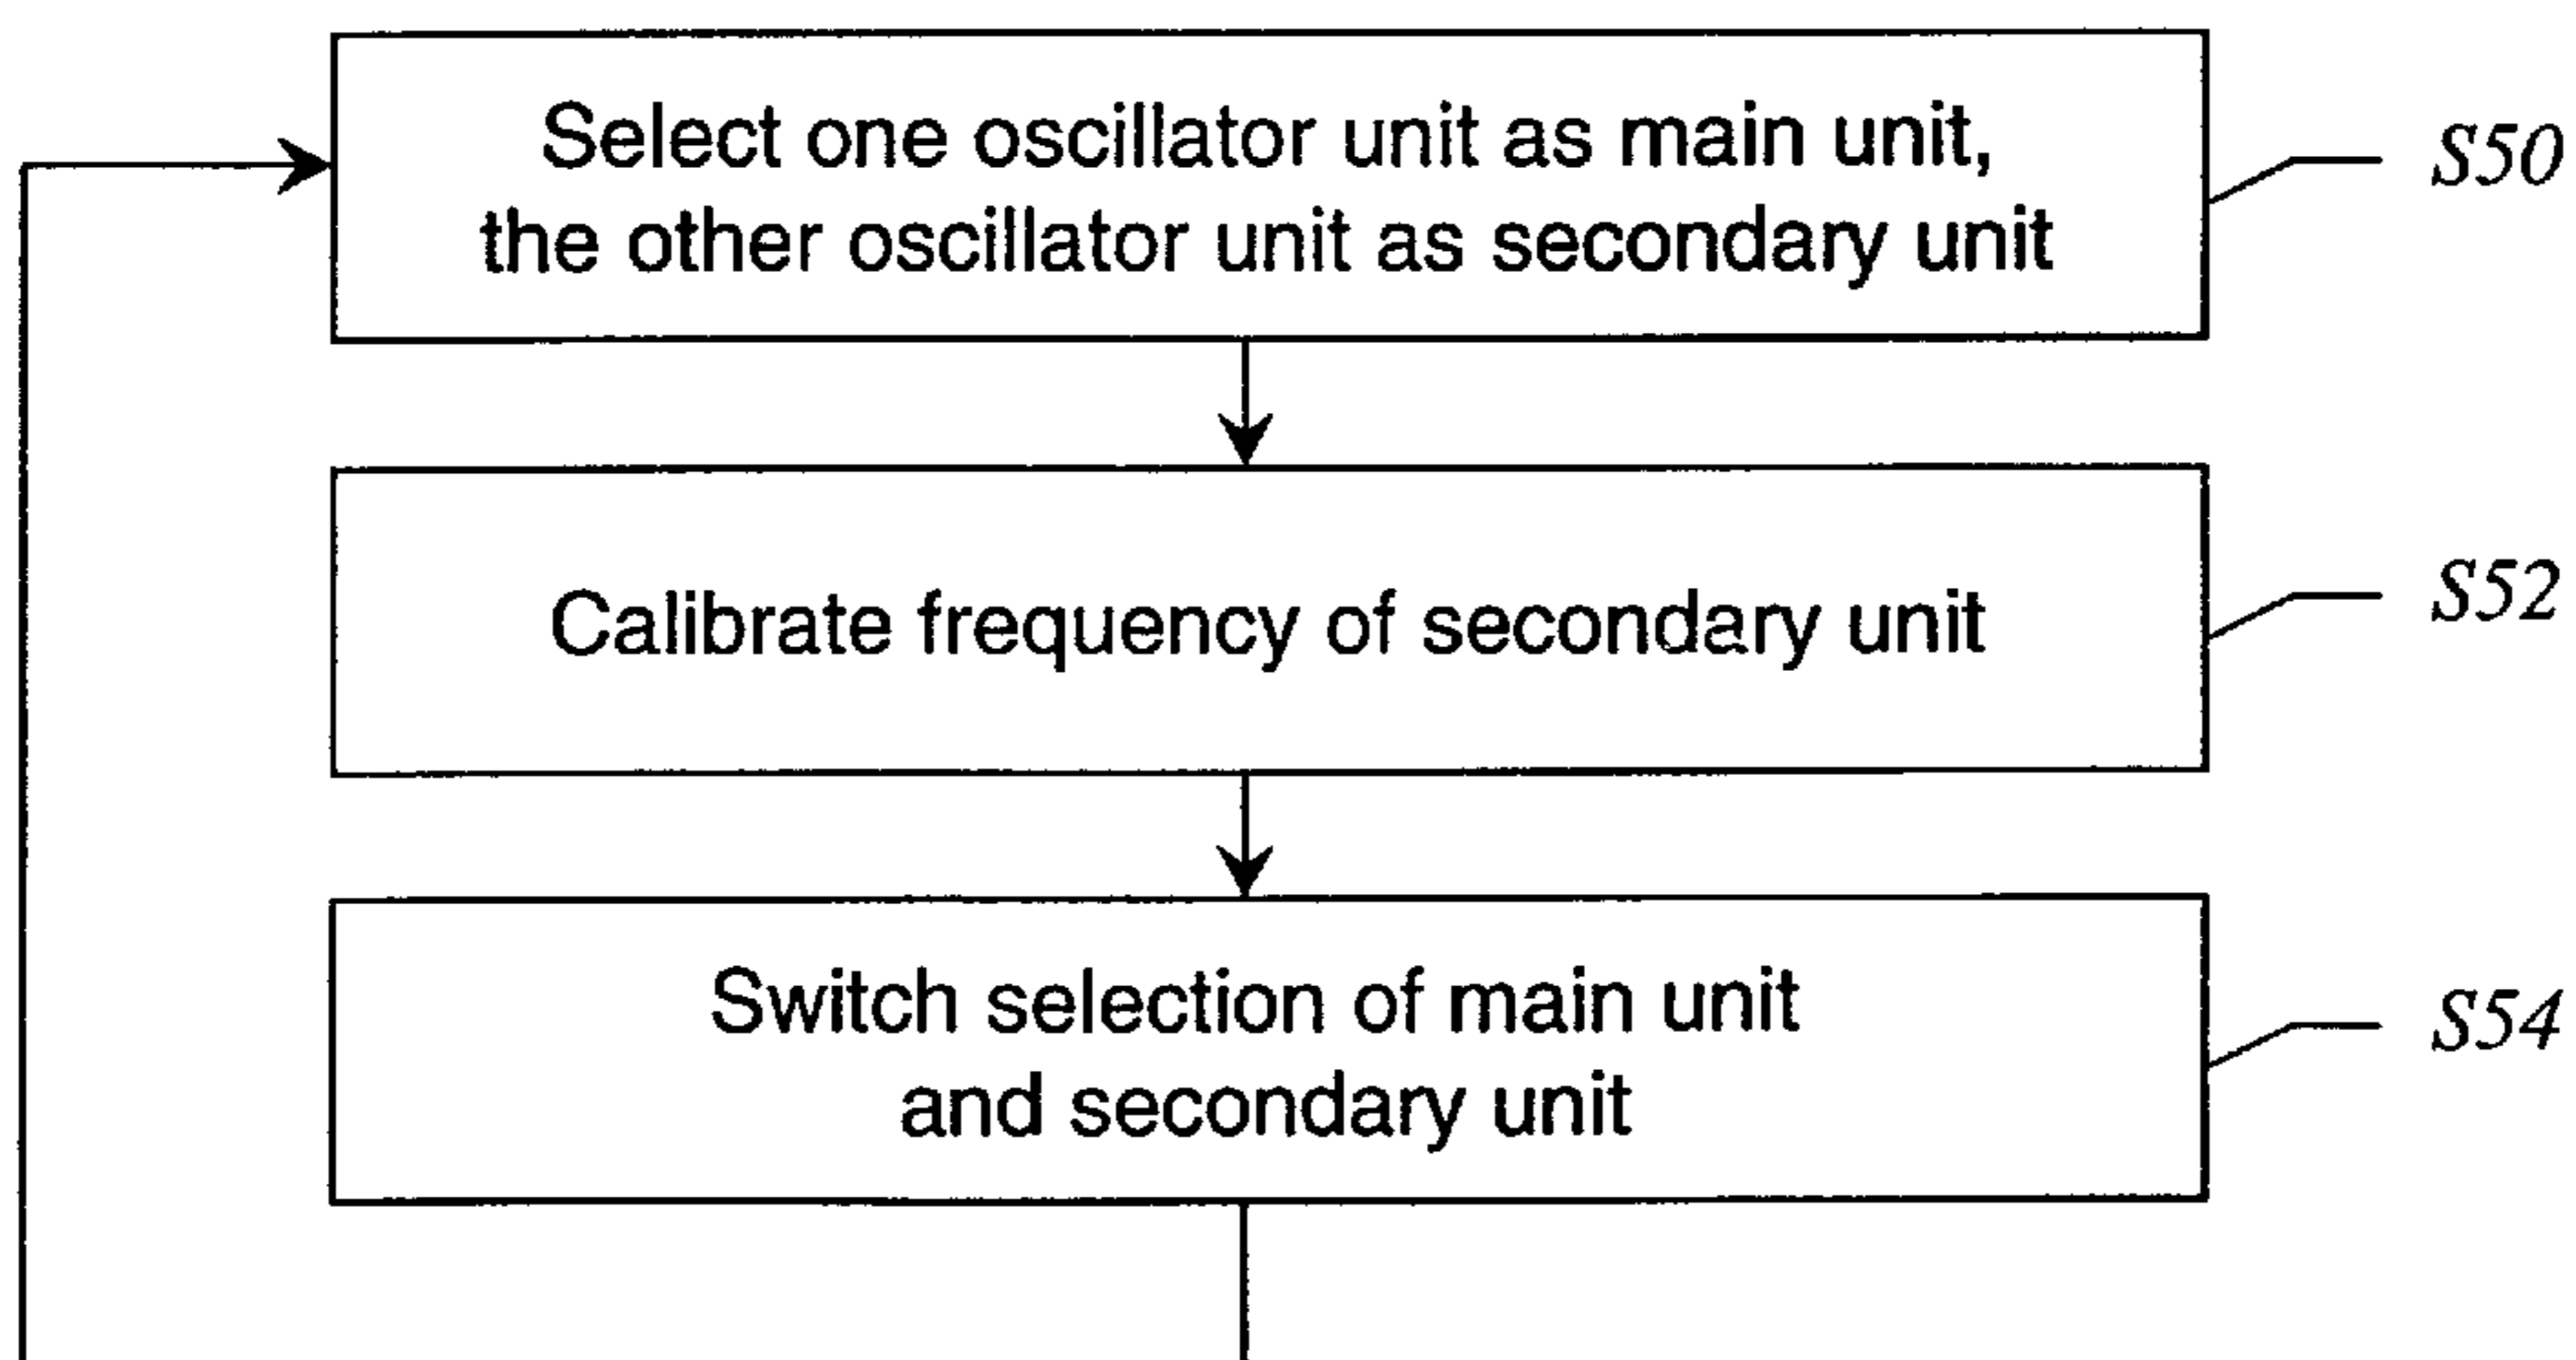 Select one oscillator unit as main unit,
the other oscillator unit as secondary unit
S50
Calibrate frequency of secondary unit
S52
Switch selection of main unit
and secondary unit
S54